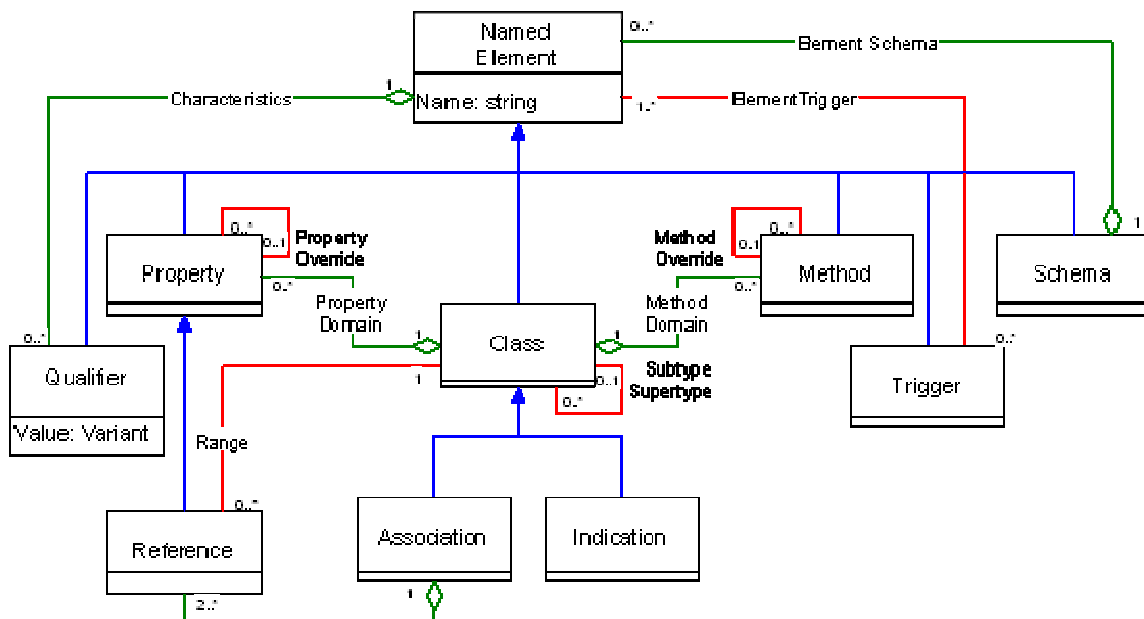 Named
Element
0..*
Element Schema
Characteristics
1
Name: string
1..*
ElementTrigger
0..*
0..1
Property
Override
Property
0..*
Property
Domain
1
Method
Override
0..*
0..1
Method
0..*
Method
Domain
1
1
Schema
Class
0..*
Qualifier
Value: Variant
1
0..1
0..*
Subtype
Supertype
0..*
Trigger
Range
0..*
Reference
Association
Indication
2..*
1